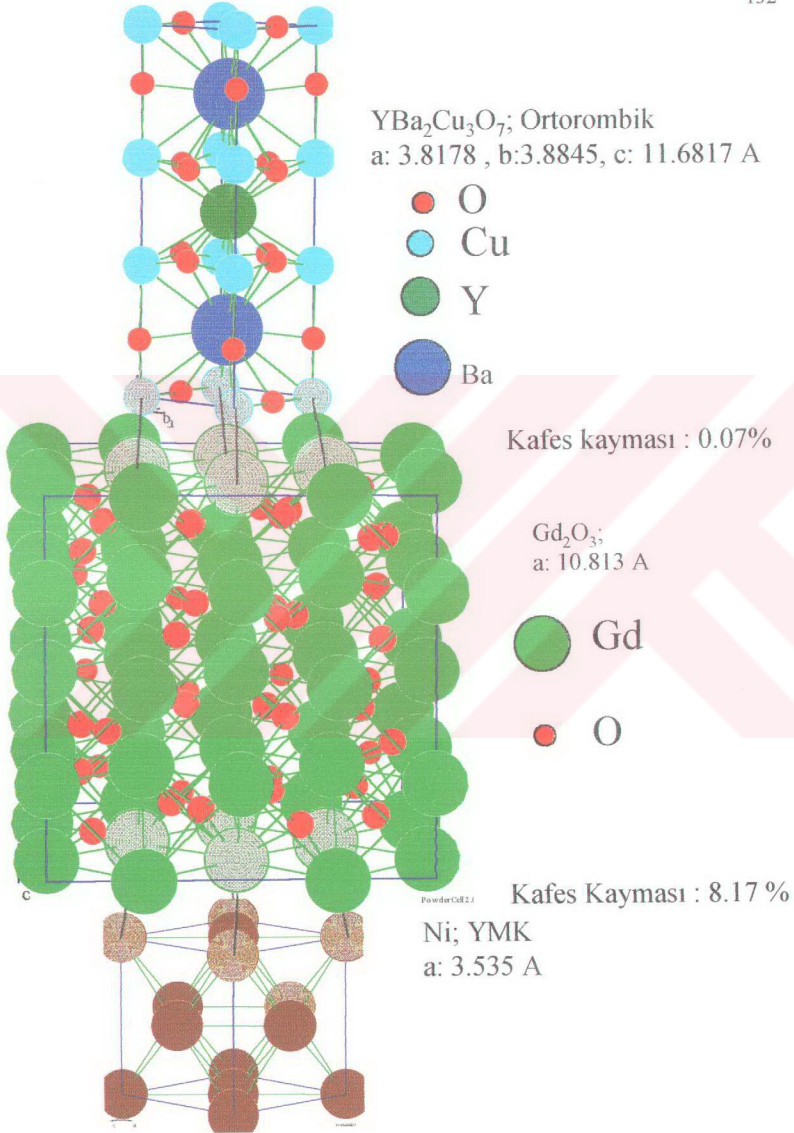 132
YBa₂Cu₃O₇; Ortorombik
a: 3.8178 , b:3.8845, c: 11.6817 A
O
Cu
Y
Ba
b
a
Kafes kayması : 0.07%
Gd₂O₃;
a: 10.813 A
Gd
O
c
PowderCell 2.
Kafes Kayması : 8.17 %
Ni; YMK
a: 3.535 A